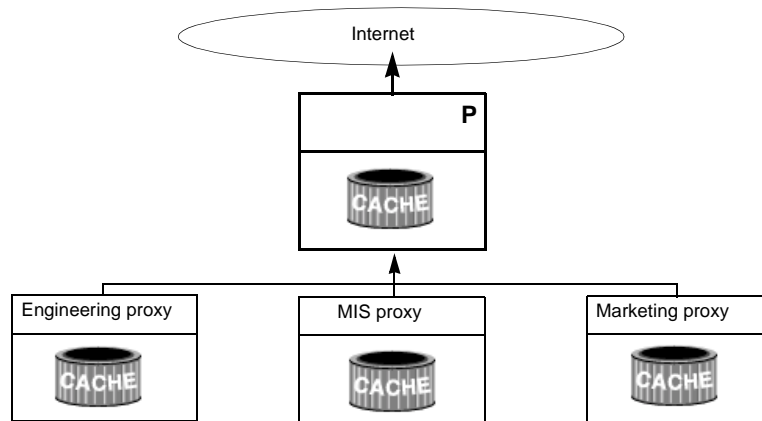 Internet
P
CACHE
Engineering proxy
MIS proxy
Marketing proxy
CACHE
CACHE
CACHE